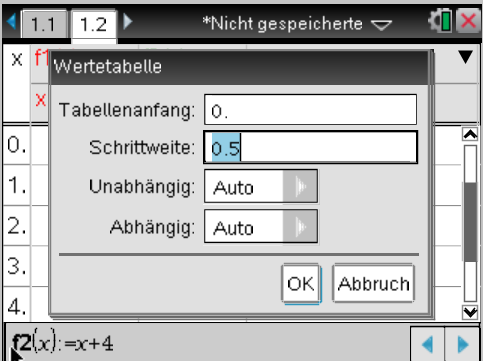 1.1 1.2 *Nicht gespeicherte
x f1
x
Wertetabelle
Tabellenanfang: 0.
Schrittweite: 0.5
Unabhängig: Auto
Abhängig: Auto
OK Abbruch
0.
1.
2.
3.
4.
f2(x):=x+4